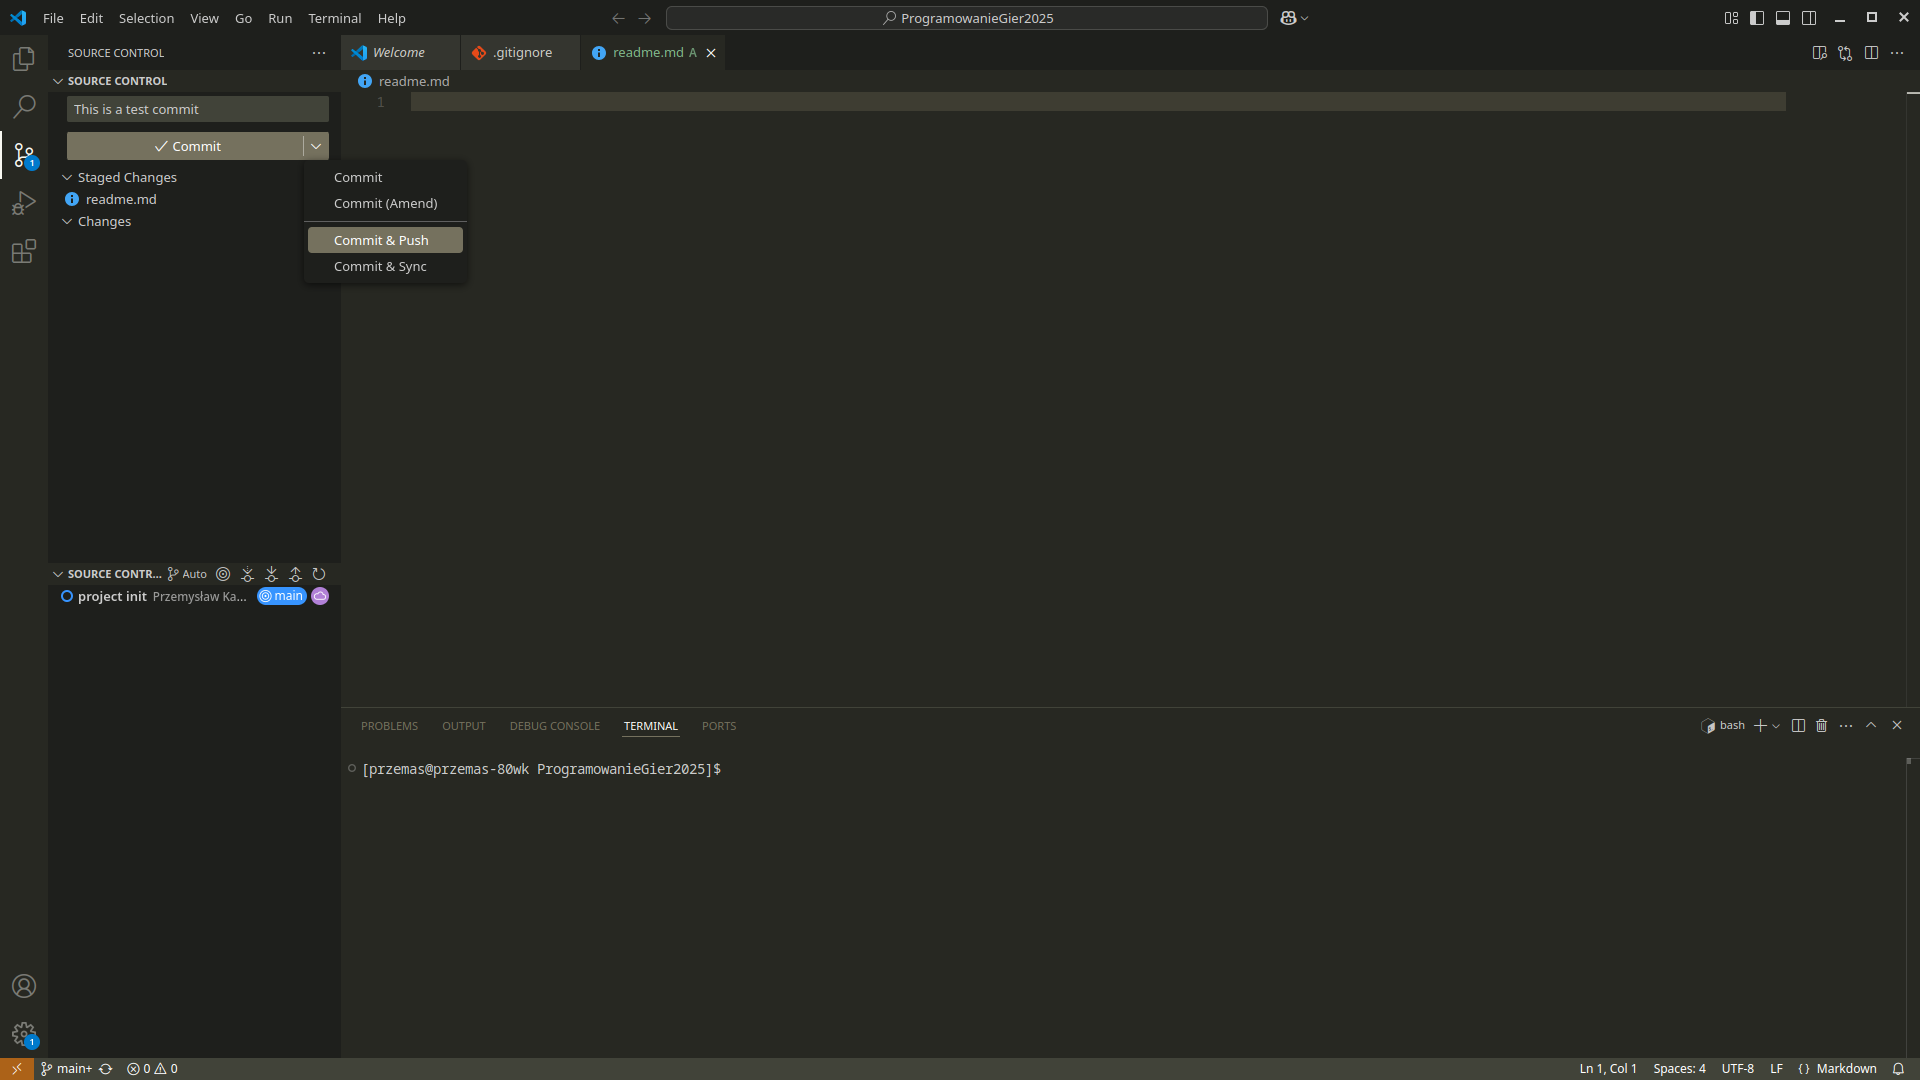 File Edit Selection View Go Run Terminal Help
ProgramowanieGier2025
SOURCE CONTROL
Welcome
.gitignore
readme.md A
SOURCE CONTROL
readme.md
This is a test commit
1
Commit
Staged Changes
readme.md
Changes
Commit
Commit (Amend)
Commit & Push
Commit & Sync
1
SOURCE CONTR... Auto
project init Przemysław Ka... main
PROBLEMS OUTPUT DEBUG CONSOLE TERMINAL PORTS
bash
[przemas@przemas-80wk ProgramowanieGier2025]$
1
main+ 0 0
Ln 1, Col 1 Spaces: 4 UTF-8 LF {} Markdown